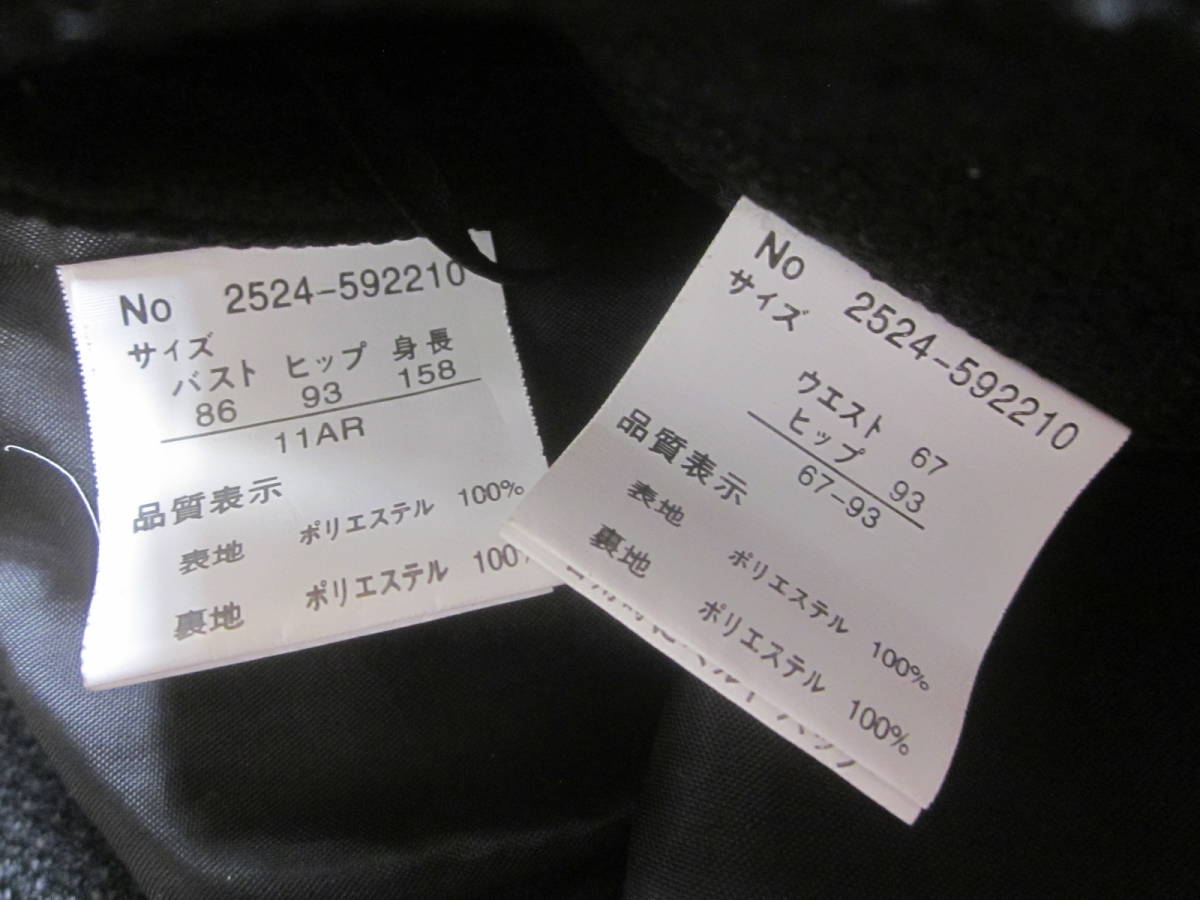 No 2524-592210
サイズ
バスト ヒップ 身長
86 93 158
11AR
品質表示
表地 ポリエステル 100%
裏地 ポリエステル 100%
No 2524-592210
サイズ
ウエスト 67
ヒップ 93
67-93
品質表示
表地 ポリエステル 100%
裏地 ポリエステル 100%